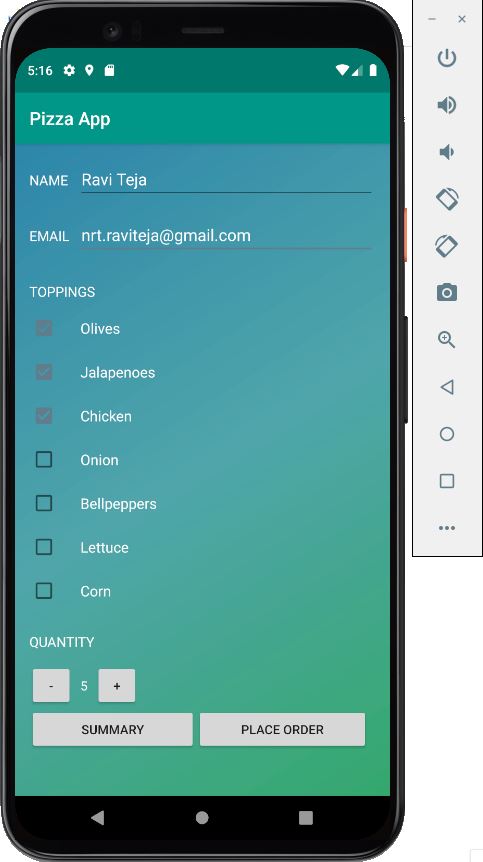 5:16
Pizza App
NAME Ravi Teja
EMAIL nrt.raviteja@gmail.com
TOPPINGS
Olives
Jalapenoes
Chicken
Onion
Bellpeppers
Lettuce
Corn
QUANTITY
- 5 +
SUMMARY PLACE ORDER